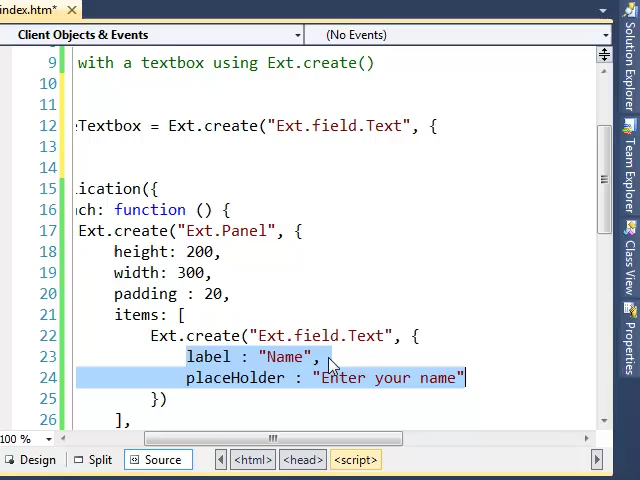 index.htm*
Client Objects & Events
(No Events)
9 with a textbox using Ext.create()
10
11
12 eTextbox = Ext.create("Ext.field.Text", {
13
14
15 lication({
16 nch: function () {
17 Ext.create("Ext.Panel", {
18 height: 200,
19 width: 300,
20 padding : 20,
21 items: [
22 Ext.create("Ext.field.Text", {
23 label : "Name",
24 placeHolder : "Enter your name"
25 })
26 ],
100 %
Design Split Source <html> <head> <script>
Solution Explorer
Team Explorer
Class View
Properties